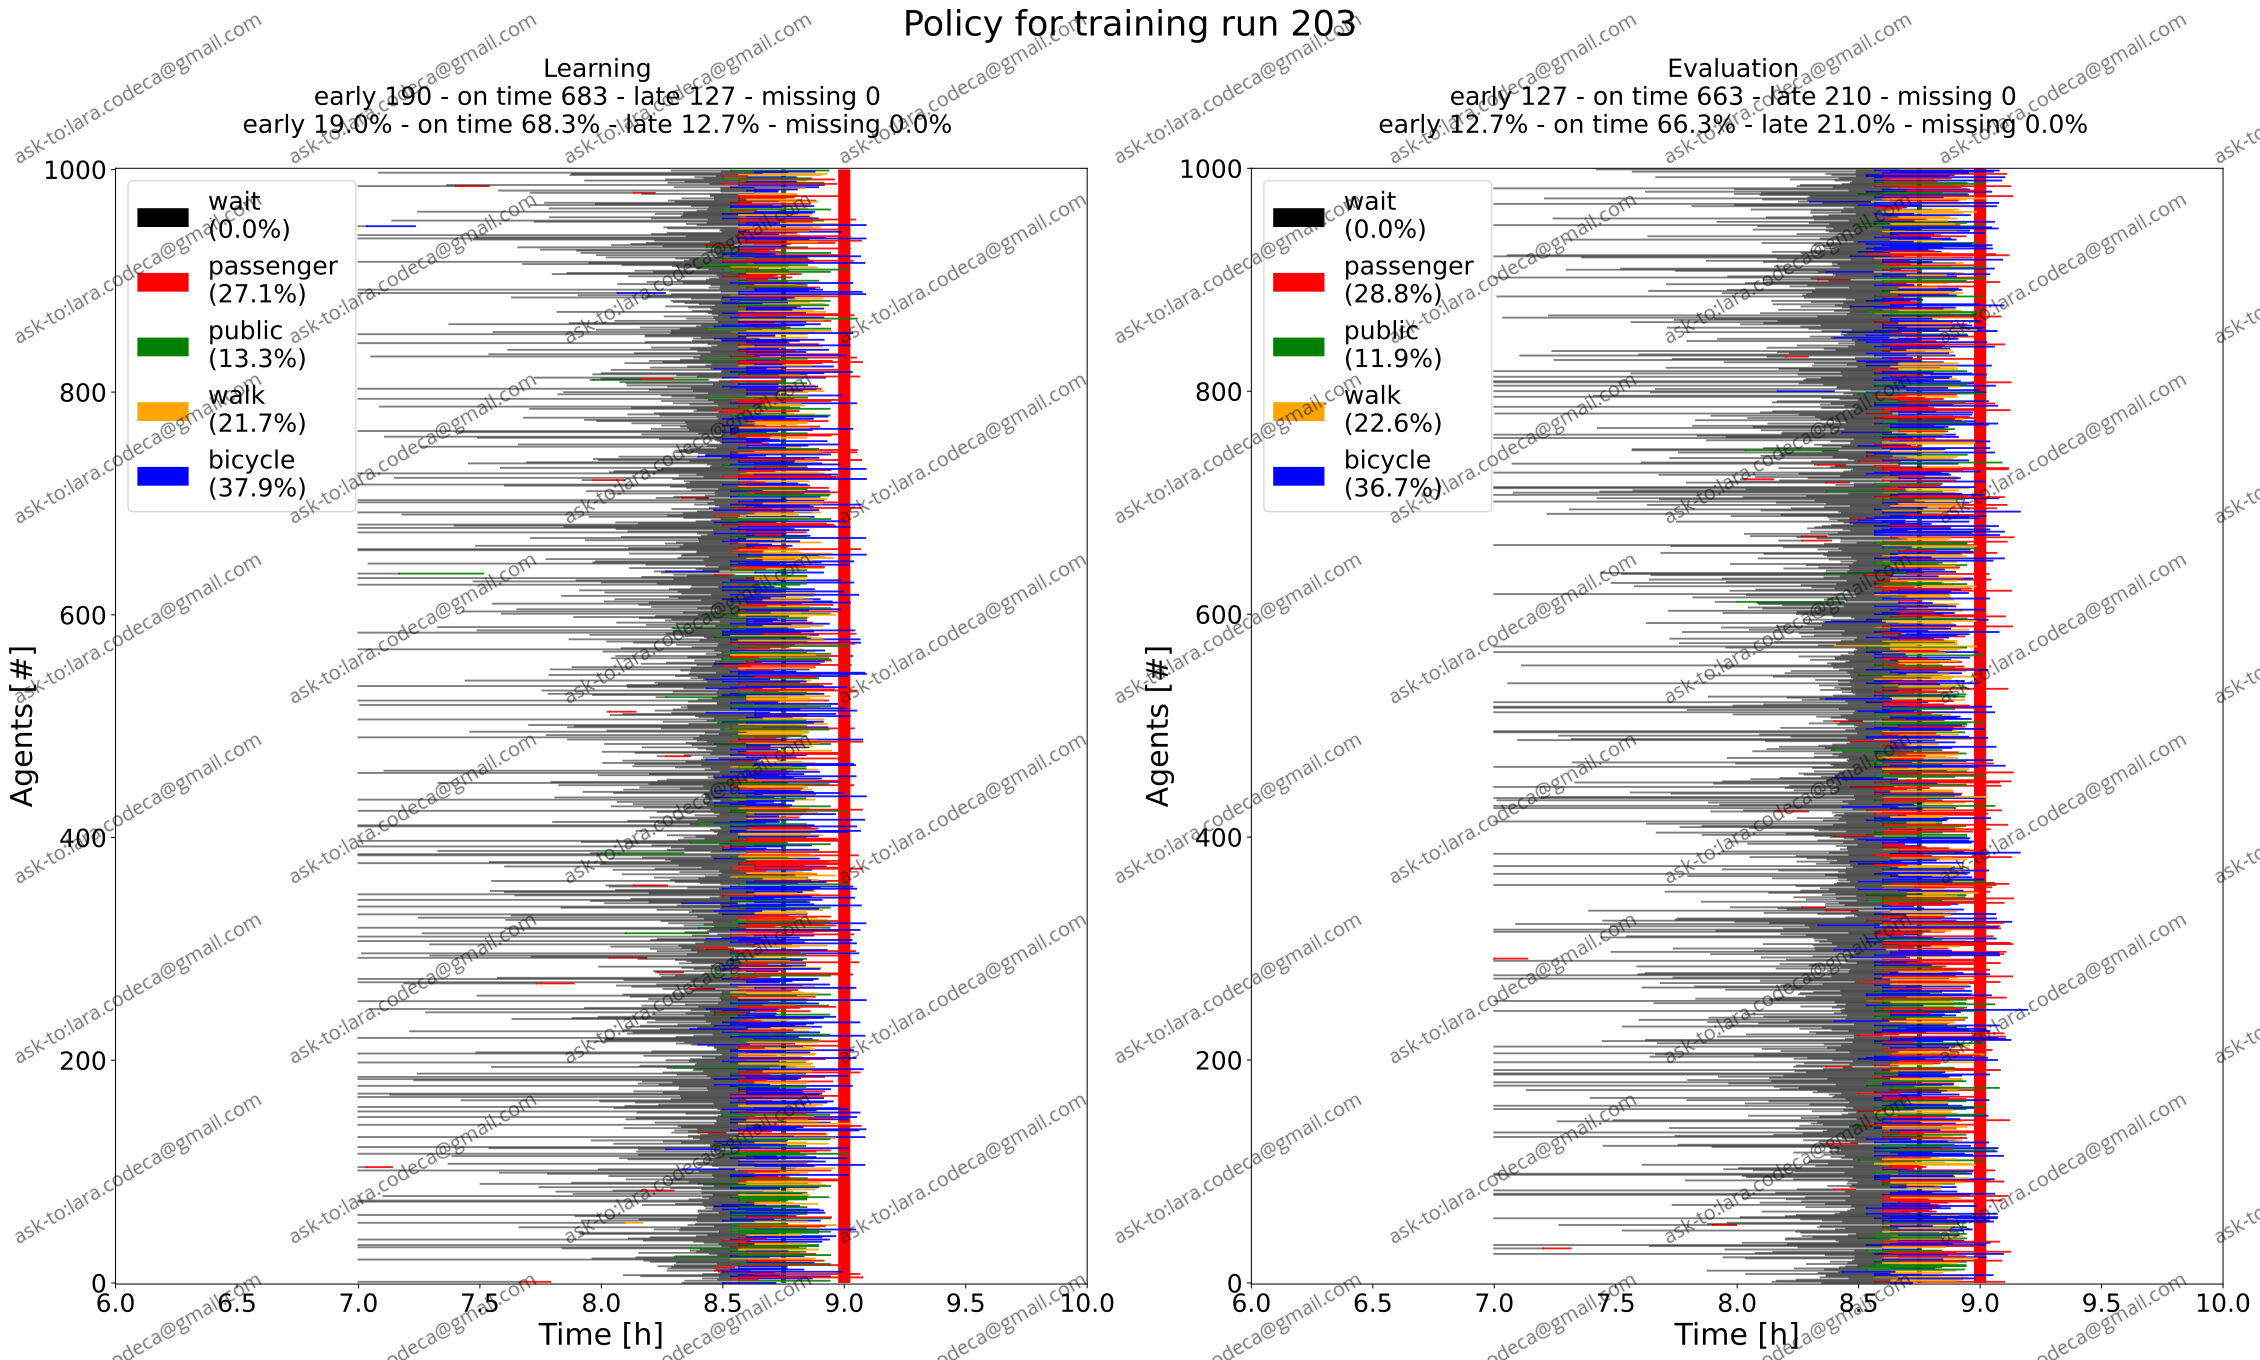 Policy for training run 203
Learning
early 190 - on time 683 - late 127 - missing 0
early 19.0% - on time 68.3% - late 12.7% - missing 0.0%
1000
800
600
400
200
0
Agents [#]
wait
(0.0%)
passenger
(27.1%)
public
(13.3%)
walk
(21.7%)
bicycle
(37.9%)
6.0 6.5 7.0 7.5 8.0 8.5 9.0 9.5 10.0
Time [h]
Evaluation
early 127 - on time 663 - late 210 - missing 0
early 12.7% - on time 66.3% - late 21.0% - missing 0.0%
1000
800
600
400
200
0
Agents [#]
wait
(0.0%)
passenger
(28.8%)
public
(11.9%)
walk
(22.6%)
bicycle
(36.7%)
6.0 6.5 7.0 7.5 8.0 8.5 9.0 9.5 10.0
Time [h]
ask-to:lara.codeca@gmail.com